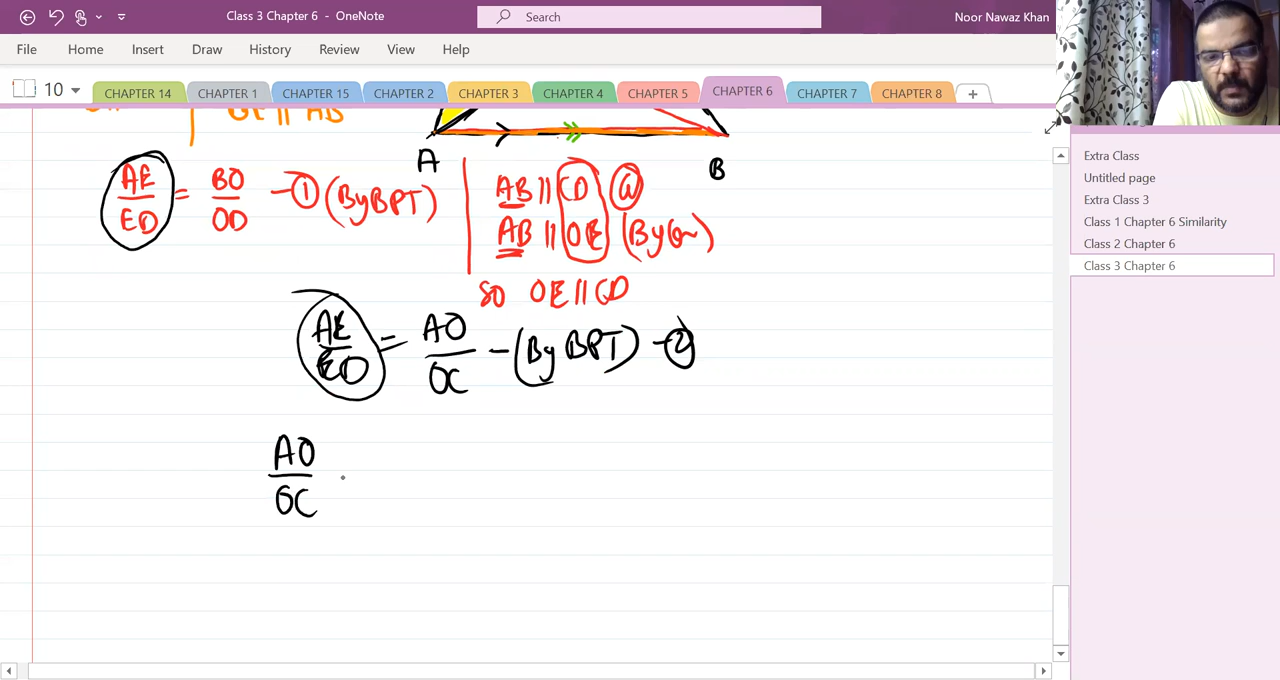 Class 3 Chapter 6 - OneNote
Search
Noor Nawaz Khan
File Home Insert Draw History Review View Help
10 CHAPTER 14 CHAPTER 1 CHAPTER 15 CHAPTER 2 CHAPTER 3 CHAPTER 4 CHAPTER 5 CHAPTER 6 CHAPTER 7 CHAPTER 8 +
OE || AB
A B
AE/ED = BO/OD - ① (By BPT)
AB || CD
AB || OE (By
SO OE || CD
AE/ED = AO/OC - (By BPT) - ②
AO/OC
Extra Class
Untitled page
Extra Class 3
Class 1 Chapter 6 Similarity
Class 2 Chapter 6
Class 3 Chapter 6